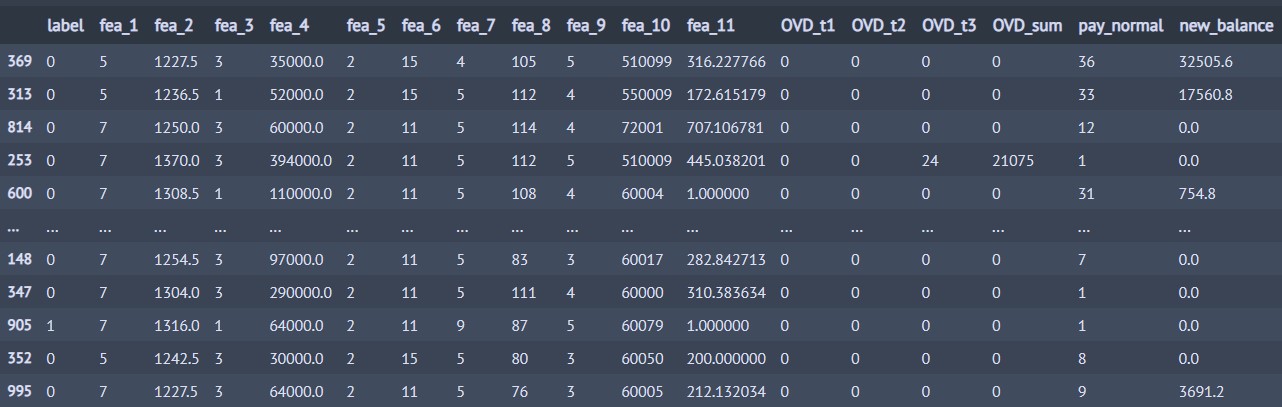 label fea_1 fea_2 fea_3 fea_4 fea_5 fea_6 fea_7 fea_8 fea_9 fea_10 fea_11 OVD_t1 OVD_t2 OVD_t3 OVD_sum pay_normal new_balance
369 0 5 1227.5 3 35000.0 2 15 4 105 5 510099 316.227766 0 0 0 0 36 32505.6
313 0 5 1236.5 1 52000.0 2 15 5 112 4 550009 172.615179 0 0 0 0 33 17560.8
814 0 7 1250.0 3 60000.0 2 11 5 114 4 72001 707.106781 0 0 0 0 12 0.0
253 0 7 1370.0 3 394000.0 2 11 5 112 5 510009 445.038201 0 0 24 21075 1 0.0
600 0 7 1308.5 1 110000.0 2 11 5 108 4 60004 1.000000 0 0 0 0 31 754.8
... ... ... ... ... ... ... ... ... ... ... ... ... ... ... ... ... ... ...
148 0 7 1254.5 3 97000.0 2 11 5 83 3 60017 282.842713 0 0 0 0 7 0.0
347 0 7 1304.0 3 290000.0 2 11 5 111 4 60000 310.383634 0 0 0 0 1 0.0
905 1 7 1316.0 1 64000.0 2 11 9 87 5 60079 1.000000 0 0 0 0 1 0.0
352 0 5 1242.5 3 30000.0 2 15 5 80 3 60050 200.000000 0 0 0 0 8 0.0
995 0 7 1227.5 3 64000.0 2 11 5 76 3 60005 212.132034 0 0 0 0 9 3691.2